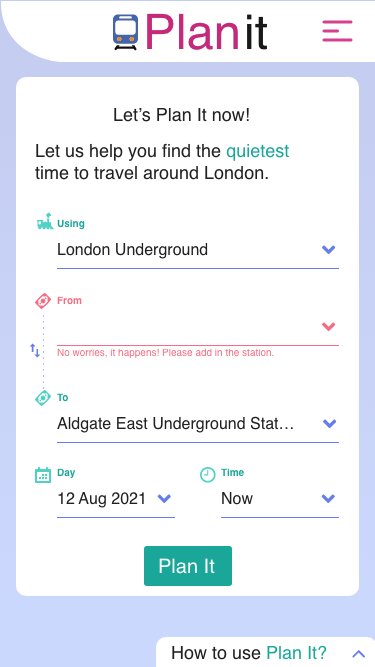 Planit
Let's Plan It now!
Let us help you find the quietest
time to travel around London.
Using
London Underground
From
No worries, it happens! Please add in the station.
To
Aldgate East Underground Stat...
Day
Time
12 Aug 2021
Now
Plan It
How to use Plan It?